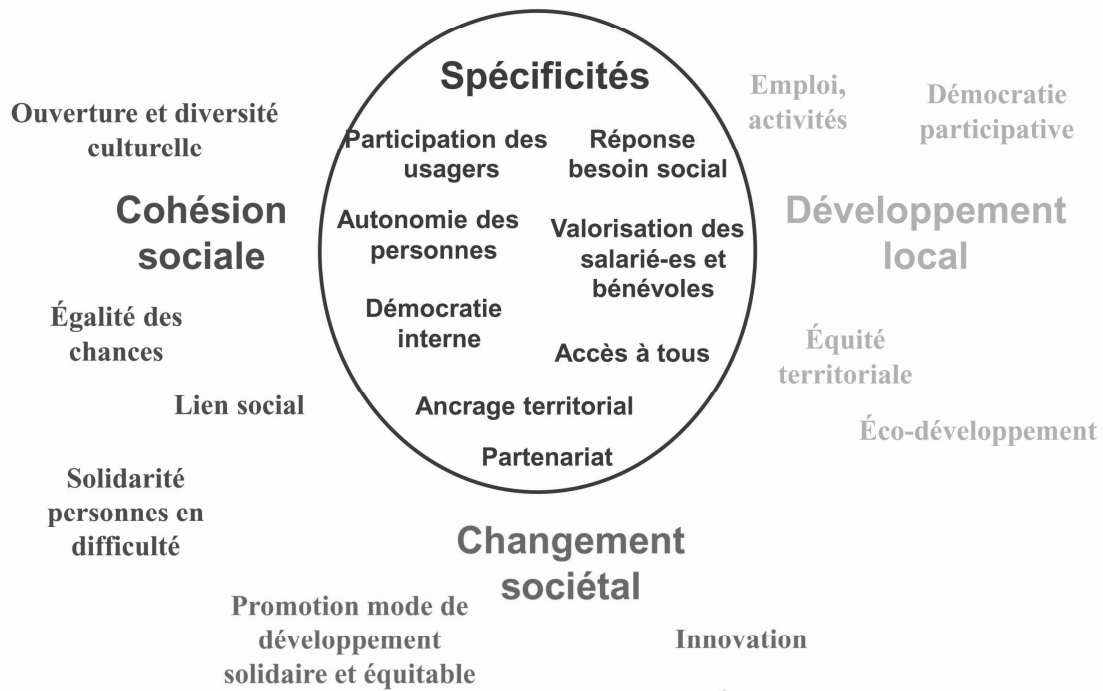 Spécificités
Participation des
usagers
Réponse
besoin social
Autonomie des
personnes
Valorisation des
salarié-es et
bénévoles
Démocratie
interne
Accès à tous
Ancrage territorial
Partenariat
Ouverture et diversité
culturelle
Cohésion
sociale
Égalité des
chances
Lien social
Solidarité
personnes en
difficulté
Emploi,
activités
Démocratie
participative
Développement
local
Équité
territoriale
Éco-développement
Changement
sociétal
Promotion mode de
développement
solidaire et équitable
Innovation